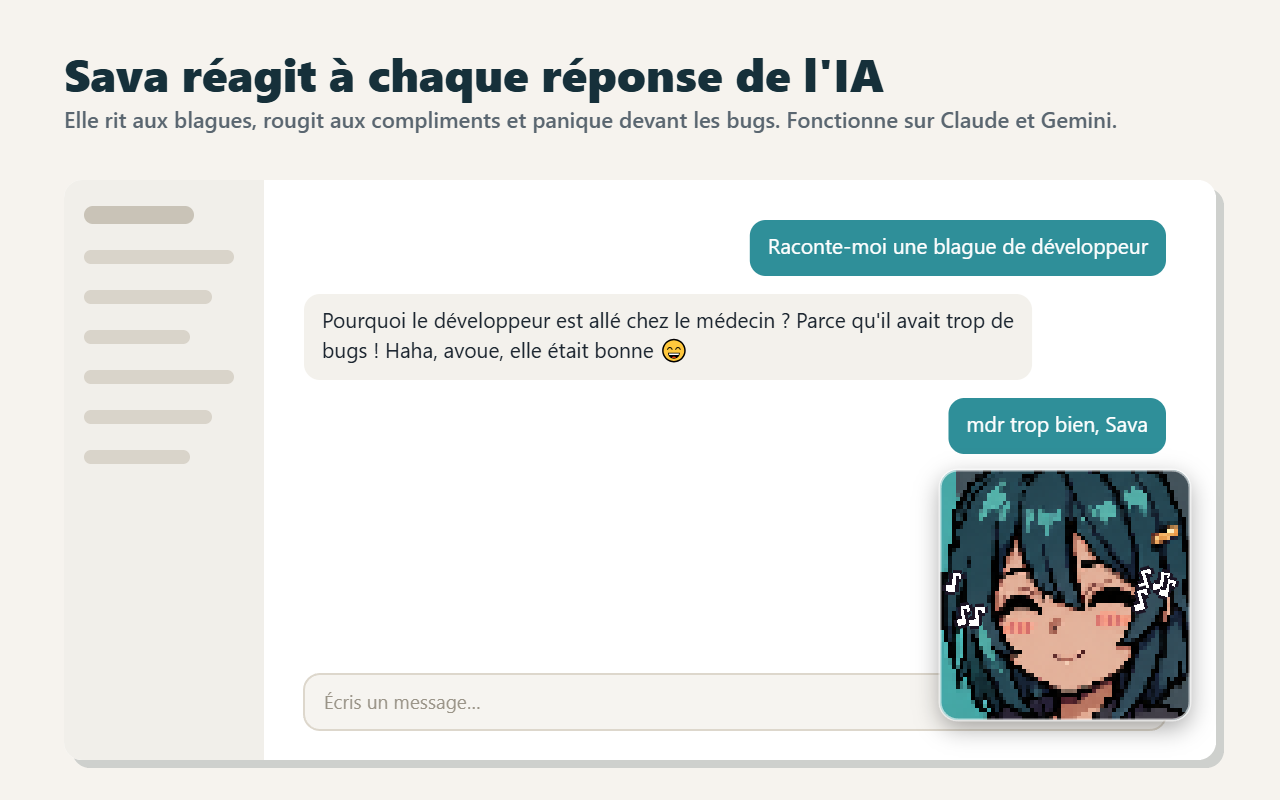 Sava réagit à chaque réponse de l'IA
Elle rit aux blagues, rougit aux compliments et panique devant les bugs. Fonctionne sur Claude et Gemini.
Raconte-moi une blague de développeur
Pourquoi le développeur est allé chez le médecin ? Parce qu'il avait trop de
bugs ! Haha, avoue, elle était bonne 😄
mdr trop bien, Sava
Écris un message...